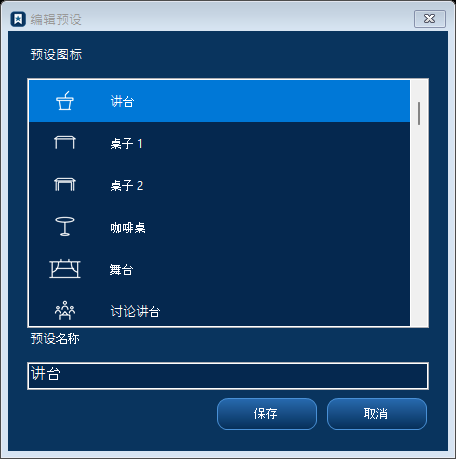 编辑预设
预设图标
讲台
桌子 1
桌子 2
咖啡桌
舞台
讨论讲台
预设名称
讲台
保存
取消